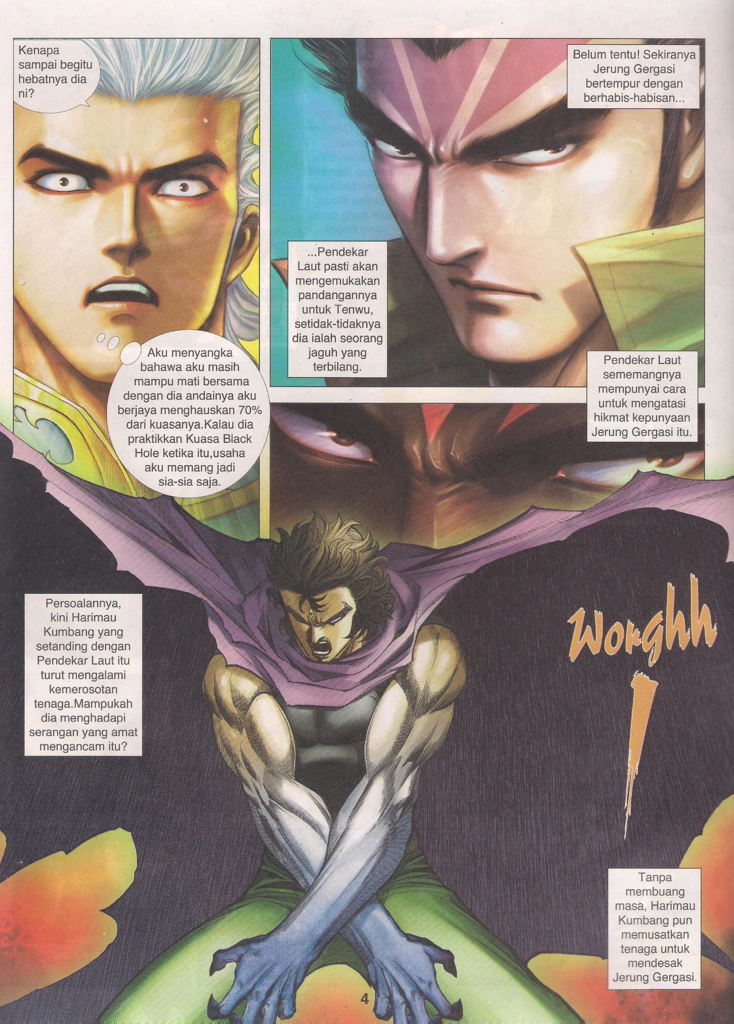 Kenapa
sampai begitu
hebatnya dia
ni?
Belum tentu! Sekiranya
Jerung Gergasi
bertempur dengan
berhabis-habisan...
...Pendekar
Laut pasti akan
mengemukakan
pandangannya
untuk Tenwu,
setidak-tidaknya
dia ialah seorang
jaguh yang
terbilang.
Aku menyangka
bahawa aku masih
mampu mati bersama
dengan dia andainya aku
berjaya menghauskan 70%
dari kuasanya.Kalau dia
praktikkan Kuasa Black
Hole ketika itu,usaha
aku memang jadi
sia-sia saja.
Pendekar Laut
sememangnya
mempunyai cara
untuk mengatasi
hikmat kepunyaan
Jerung Gergasi itu.
Persoalannya,
kini Harimau
Kumbang yang
setanding dengan
Pendekar Laut itu
turut mengalami
kemerosotan
tenaga.Mampukah
dia menghadapi
serangan yang amat
mengancam itu?
Worghh
!
Tanpa
membuang
masa, Harimau
Kumbang pun
memusatkan
tenaga untuk
mendesak
Jerung Gergasi.
4